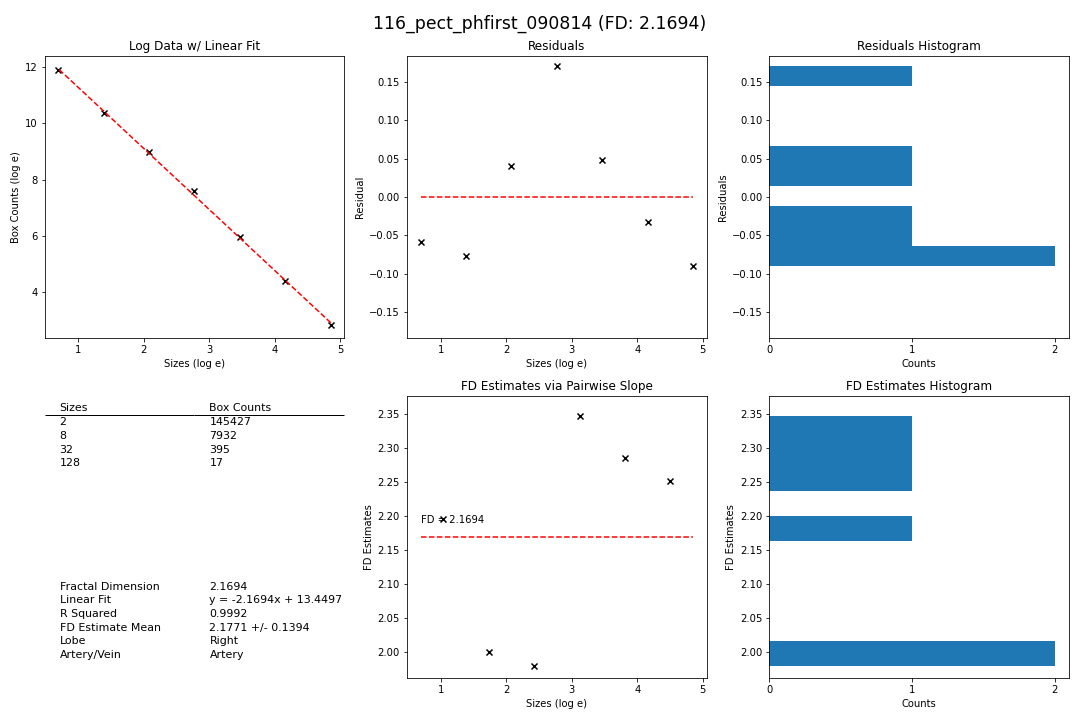 116_pect_phfirst_090814 (FD: 2.1694)
Log Data w/ Linear Fit
Box Counts (log e)
12
10
8
6
4
1 2 3 4 5
Sizes (log e)
Residuals
Residual
0.15
0.10
0.05
0.00
−0.05
−0.10
−0.15
1 2 3 4 5
Sizes (log e)
Residuals Histogram
Residuals
0.15
0.10
0.05
0.00
−0.05
−0.10
−0.15
0 1 2
Counts
Sizes Box Counts
2 145427
8 7932
32 395
128 17
Fractal Dimension 2.1694
Linear Fit y = -2.1694x + 13.4497
R Squared 0.9992
FD Estimate Mean 2.1771 +/- 0.1394
Lobe Right
Artery/Vein Artery
FD Estimates via Pairwise Slope
FD Estimates
2.35
2.30
2.25
2.20
2.15
2.10
2.05
2.00
FD = 2.1694
1 2 3 4 5
Sizes (log e)
FD Estimates Histogram
FD Estimates
2.35
2.30
2.25
2.20
2.15
2.10
2.05
2.00
0 1 2
Counts